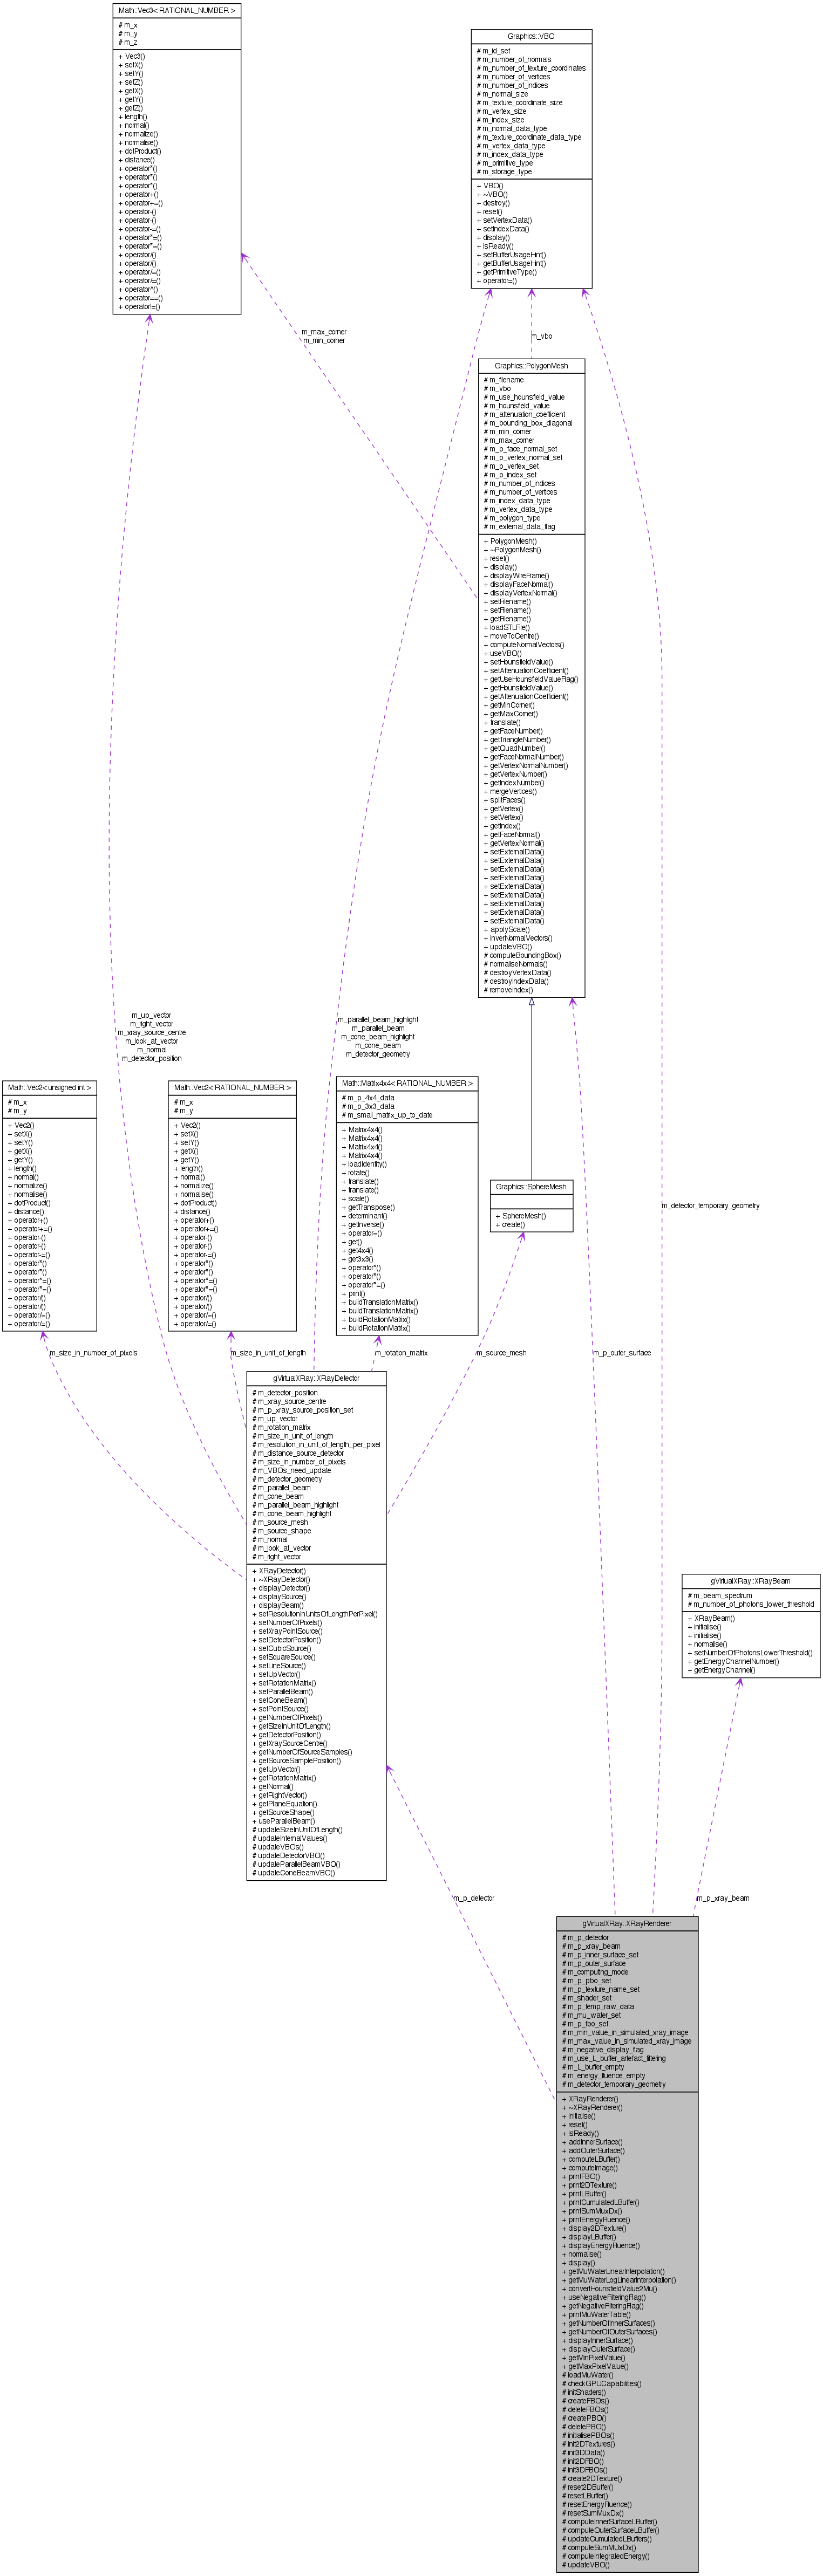 Math::Vec3< RATIONAL_NUMBER >
# m_x
# m_y
# m_z
+ Vec3()
+ setX()
+ setY()
+ setZ()
+ getX()
+ getY()
+ getZ()
+ length()
+ normal()
+ normalize()
+ normalise()
+ dotProduct()
+ distance()
+ operator*()
+ operator*()
+ operator*()
+ operator+()
+ operator+=()
+ operator-()
+ operator-()
+ operator-=()
+ operator*=()
+ operator*=()
+ operator/()
+ operator/()
+ operator/=()
+ operator/=()
+ operator^()
+ operator==()
+ operator!=()
Graphics::VBO
# m_id_set
# m_number_of_normals
# m_number_of_texture_coordinates
# m_number_of_vertices
# m_number_of_indices
# m_normal_size
# m_texture_coordinate_size
# m_vertex_size
# m_index_size
# m_normal_data_type
# m_texture_coordinate_data_type
# m_vertex_data_type
# m_index_data_type
# m_primitive_type
# m_storage_type
+ VBO()
+ ~VBO()
+ destroy()
+ reset()
+ setVertexData()
+ setIndexData()
+ display()
+ isReady()
+ setBufferUsageHint()
+ getBufferUsageHint()
+ getPrimitiveType()
+ operator=()
m_max_corner
m_min_corner
m_vbo
Graphics::PolygonMesh
# m_filename
# m_vbo
# m_use_hounsfield_value
# m_hounsfield_value
# m_attenuation_coefficient
# m_bounding_box_diagonal
# m_min_corner
# m_max_corner
# m_p_face_normal_set
# m_p_vertex_normal_set
# m_p_vertex_set
# m_p_index_set
# m_number_of_indices
# m_number_of_vertices
# m_index_data_type
# m_vertex_data_type
# m_polygon_type
# m_external_data_flag
+ PolygonMesh()
+ ~PolygonMesh()
+ reset()
+ display()
+ displayWireFrame()
+ displayFaceNormal()
+ displayVertexNormal()
+ setFilename()
+ setFilename()
+ getFilename()
+ loadSTLFile()
+ moveToCentre()
+ computeNormalVectors()
+ useVBO()
+ setHounsfieldValue()
+ setAttenuationCoefficient()
+ getUseHounsfieldValueFlag()
+ getHounsfieldValue()
+ getAttenuationCoefficient()
+ getMinCorner()
+ getMaxCorner()
+ translate()
+ getFaceNumber()
+ getTriangleNumber()
+ getQuadNumber()
+ getFaceNormalNumber()
+ getVertexNormalNumber()
+ getVertexNumber()
+ getIndexNumber()
+ mergeVertices()
+ splitFaces()
+ getVertex()
+ setVertex()
+ getIndex()
+ getFaceNormal()
+ getVertexNormal()
+ setExternalData()
+ setExternalData()
+ setExternalData()
+ setExternalData()
+ setExternalData()
+ setExternalData()
+ setExternalData()
+ setExternalData()
+ setExternalData()
+ applyScale()
+ inverNormalVectors()
+ updateVBO()
# computeBoundingBox()
# normaliseNormals()
# destroyVertexData()
# destroyIndexData()
# removeIndex()
m_up_vector
m_right_vector
m_xray_source_centre
m_look_at_vector
m_normal
m_detector_position
m_parallel_beam_highlight
m_parallel_beam
m_cone_beam_highlight
m_cone_beam
m_detector_geometry
Math::Vec2< unsigned int >
# m_x
# m_y
+ Vec2()
+ setX()
+ setY()
+ getX()
+ getY()
+ length()
+ normal()
+ normalize()
+ normalise()
+ dotProduct()
+ distance()
+ operator+()
+ operator+=()
+ operator-()
+ operator-()
+ operator-=()
+ operator*()
+ operator*()
+ operator*=()
+ operator*=()
+ operator/()
+ operator/()
+ operator/=()
+ operator/=()
Math::Vec2< RATIONAL_NUMBER >
# m_x
# m_y
+ Vec2()
+ setX()
+ setY()
+ getX()
+ getY()
+ length()
+ normal()
+ normalize()
+ normalise()
+ dotProduct()
+ distance()
+ operator+()
+ operator+=()
+ operator-()
+ operator-()
+ operator-=()
+ operator*()
+ operator*()
+ operator*=()
+ operator*=()
+ operator/()
+ operator/()
+ operator/=()
+ operator/=()
Math::Matrix4x4< RATIONAL_NUMBER >
# m_p_4x4_data
# m_p_3x3_data
# m_small_matrix_up_to_date
+ Matrix4x4()
+ Matrix4x4()
+ Matrix4x4()
+ Matrix4x4()
+ loadIdentity()
+ rotate()
+ translate()
+ translate()
+ scale()
+ getTranspose()
+ determinant()
+ getInverse()
+ operator=()
+ get()
+ get4x4()
+ get3x3()
+ operator*()
+ operator*()
+ operator*=()
+ print()
+ buildTranslationMatrix()
+ buildTranslationMatrix()
+ buildRotationMatrix()
+ buildRotationMatrix()
Graphics::SphereMesh
+ SphereMesh()
+ create()
m_detector_temporary_geometry
m_size_in_number_of_pixels
m_size_in_unit_of_length
m_rotation_matrix
m_source_mesh
m_p_outer_surface
gVirtualXRay::XRayDetector
# m_detector_position
# m_xray_source_centre
# m_p_xray_source_position_set
# m_up_vector
# m_rotation_matrix
# m_size_in_unit_of_length
# m_resolution_in_unit_of_length_per_pixel
# m_distance_source_detector
# m_size_in_number_of_pixels
# m_VBOs_need_update
# m_detector_geometry
# m_parallel_beam
# m_cone_beam
# m_parallel_beam_highlight
# m_cone_beam_highlight
# m_source_mesh
# m_source_shape
# m_normal
# m_look_at_vector
# m_right_vector
+ XRayDetector()
+ ~XRayDetector()
+ displayDetector()
+ displaySource()
+ displayBeam()
+ setResolutionInUnitsOfLengthPerPixel()
+ setNumberOfPixels()
+ setXrayPointSource()
+ setDetectorPosition()
+ setCubicSource()
+ setSquareSource()
+ setLineSource()
+ setUpVector()
+ setRotationMatrix()
+ setParallelBeam()
+ setConeBeam()
+ setPointSource()
+ getNumberOfPixels()
+ getSizeInUnitOfLength()
+ getDetectorPosition()
+ getXraySourceCentre()
+ getNumberOfSourceSamples()
+ getSourceSamplePosition()
+ getUpVector()
+ getRotationMatrix()
+ getNormal()
+ getRightVector()
+ getPlaneEquation()
+ getSourceShape()
+ useParallelBeam()
# updateSizeInUnitOfLength()
# updateInternalValues()
# updateVBOs()
# updateDetectorVBO()
# updateParallelBeamVBO()
# updateConeBeamVBO()
gVirtualXRay::XRayBeam
# m_beam_spectrum
# m_number_of_photons_lower_threshold
+ XRayBeam()
+ initialise()
+ initialise()
+ normalise()
+ setNumberOfPhotonsLowerThreshold()
+ getEnergyChannelNumber()
+ getEnergyChannel()
m_p_detector
m_p_xray_beam
gVirtualXRay::XRayRenderer
# m_p_detector
# m_p_xray_beam
# m_p_inner_surface_set
# m_p_outer_surface
# m_computing_mode
# m_p_pbo_set
# m_p_texture_name_set
# m_shader_set
# m_p_temp_raw_data
# m_mu_water_set
# m_p_fbo_set
# m_min_value_in_simulated_xray_image
# m_max_value_in_simulated_xray_image
# m_negative_display_flag
# m_use_L_buffer_artefact_filtering
# m_L_buffer_empty
# m_energy_fluence_empty
# m_detector_temporary_geometry
+ XRayRenderer()
+ ~XRayRenderer()
+ initialise()
+ reset()
+ isReady()
+ addInnerSurface()
+ addOuterSurface()
+ computeLBuffer()
+ computeImage()
+ printFBO()
+ print2DTexture()
+ printLBuffer()
+ printCumulatedLBuffer()
+ printSumMuxDx()
+ printEnergyFluence()
+ display2DTexture()
+ displayLBuffer()
+ displayEnergyFluence()
+ normalise()
+ display()
+ getMuWaterLinearInterpolation()
+ getMuWaterLogLinearInterpolation()
+ convertHounsfieldValue2Mu()
+ useNegativeFilteringFlag()
+ getNegativeFilteringFlag()
+ printMuWaterTable()
+ getNumberOfInnerSurfaces()
+ getNumberOfOuterSurfaces()
+ displayInnerSurface()
+ displayOuterSurface()
+ getMinPixelValue()
+ getMaxPixelValue()
# loadMuWater()
# checkGPUCapabilities()
# initShaders()
# createFBOs()
# deleteFBOs()
# createPBO()
# deletePBO()
# initialisePBOs()
# init2DTextures()
# init3DData()
# init2DFBO()
# init3DFBOs()
# create2DTexture()
# reset2DBuffer()
# resetLBuffer()
# resetEnergyFluence()
# resetSumMuxDx()
# computeInnerSurfaceLBuffer()
# computeOuterSurfaceLBuffer()
# updateCumulatedLBuffers()
# computeSumMUxDx()
# computeIntegratedEnergy()
# updateVBO()